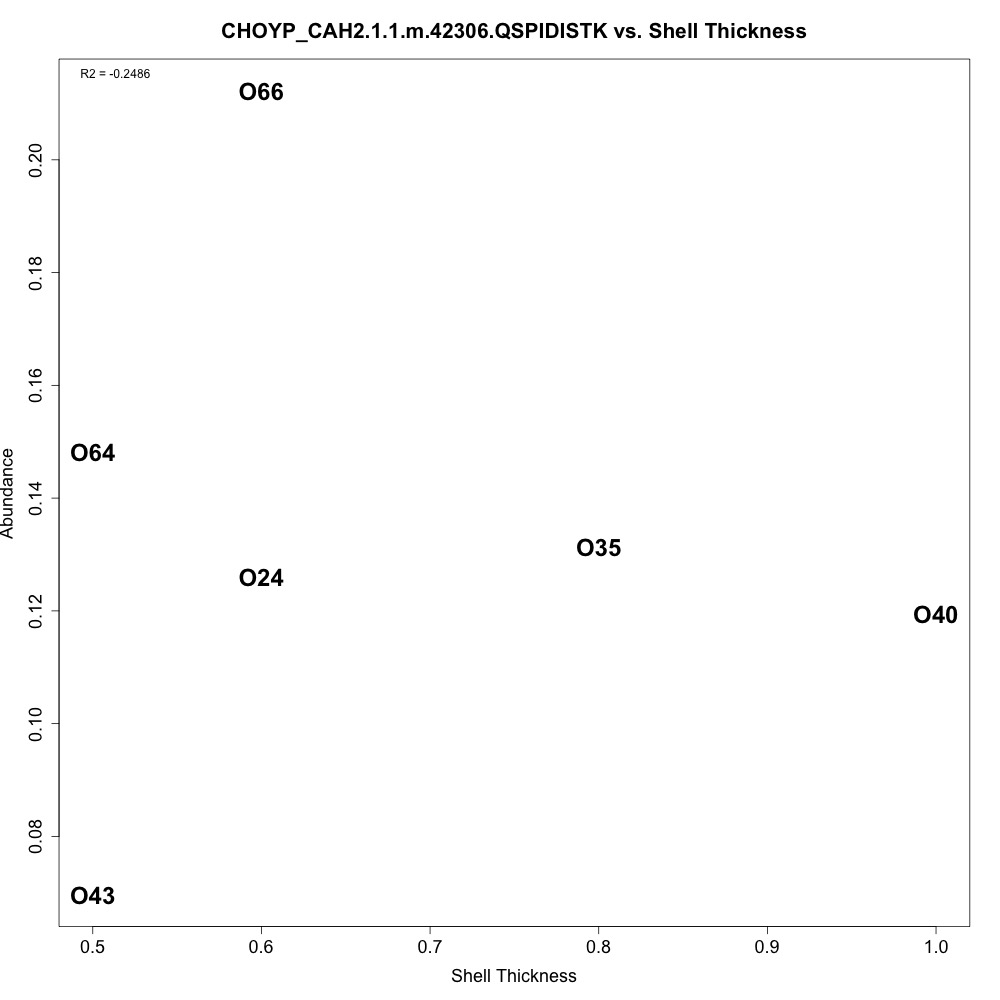 CHOYP_CAH2.1.1.m.42306.QSPIDISTK vs. Shell Thickness
R2 = -0.2486
O66
0.20
0.18
0.16
O64
Abundance
0.14
O35
O24
0.12
O40
0.10
0.08
O43
0.5 0.6 0.7 0.8 0.9 1.0
Shell Thickness